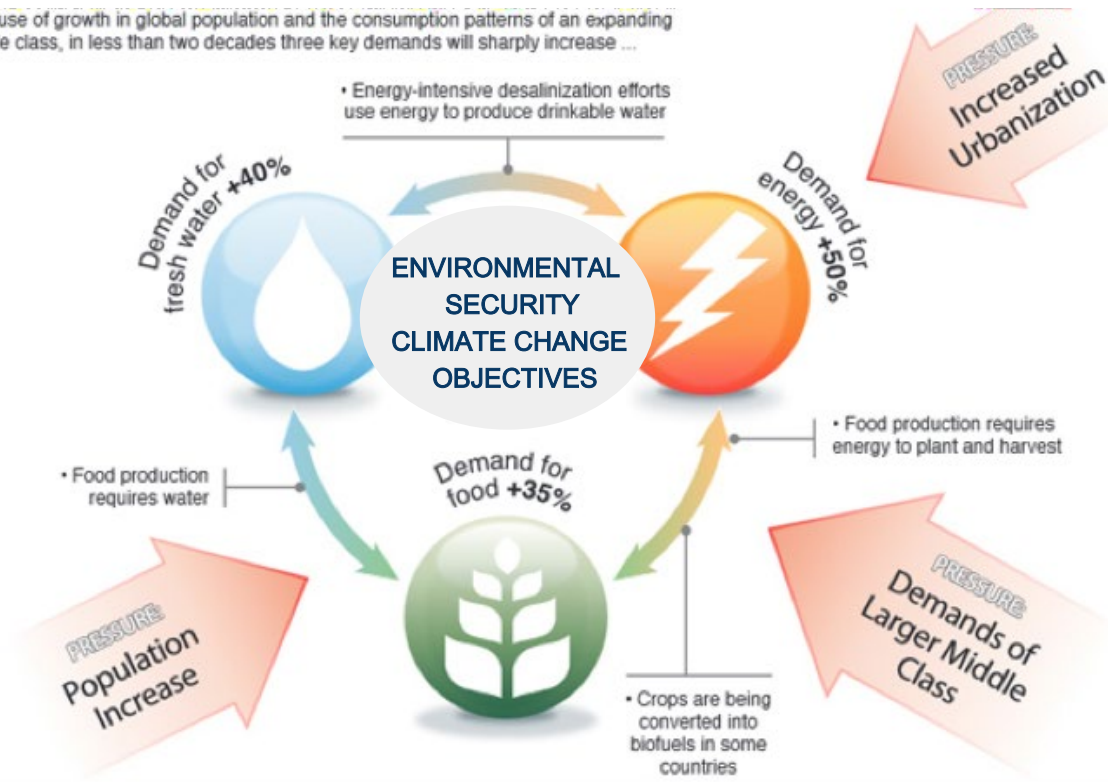 use of growth in global population and the consumption patterns of an expanding
e class, in less than two decades three key demands will sharply increase ...
• Energy-intensive desalinization efforts
use energy to produce drinkable water
PRESSURE:
Increased
Urbanization
Demand for
fresh water +40%
Demand for
energy +50%
ENVIRONMENTAL
SECURITY
CLIMATE CHANGE
OBJECTIVES
• Food production requires
energy to plant and harvest
• Food production
requires water
Demand for
food +35%
PRESSURE:
Population
Increase
PRESSURE:
Demands of
Larger Middle
Class
• Crops are being
converted into
biofuels in some
countries